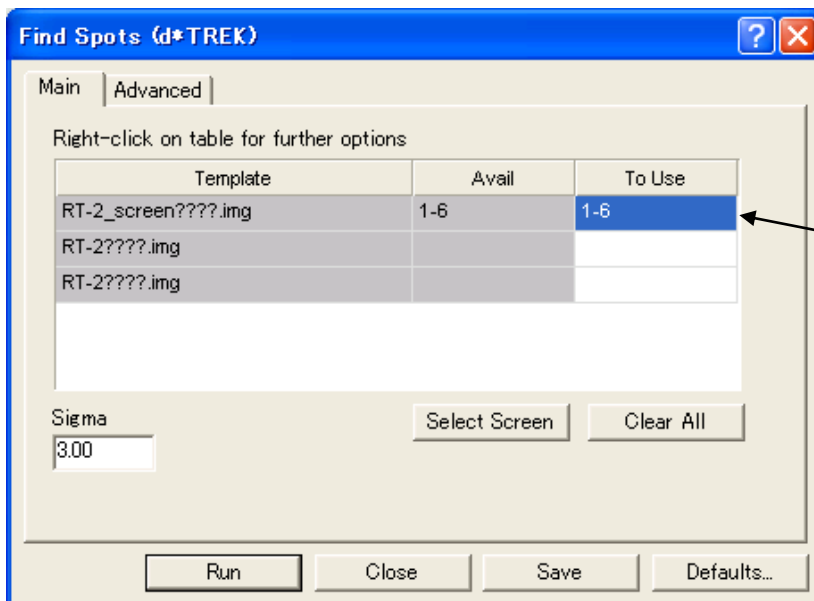 Find Spots (d*TREK)
Main Advanced
Right-click on table for further options
Template Avail To Use
RT-2_screen????.img 1-6 1-6
RT-2????.img
RT-2????.img
Sigma
Select Screen Clear All
3.00
Run Close Save Defaults...